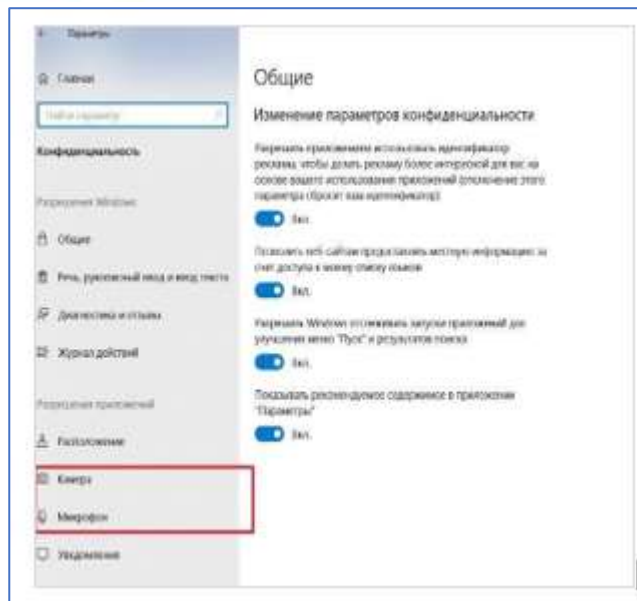 Параметры
Главная
Найти параметр
Конфиденциальность
Разрешения Windows
Общие
Речь, рукописный ввод и ввод текста
Диагностика и отзывы
Журнал действий
Разрешения приложений
Расположение
Камера
Микрофон
Уведомления
Общие
Изменение параметров конфиденциальности
Разрешить приложениям использовать идентификатор
рекламы, чтобы делать рекламу более интересной для вас на
основе вашего использования приложений (отключение этого
параметра сбросит ваш идентификатор).
Вкл.
Позволить веб-сайтам предоставлять местную информацию за
счет доступа к моему списку языков
Вкл.
Разрешить Windows отслеживать запуски приложений для
улучшения меню "Пуск" и результатов поиска
Вкл.
Показывать рекомендуемое содержимое в приложении
"Параметры"
Вкл.